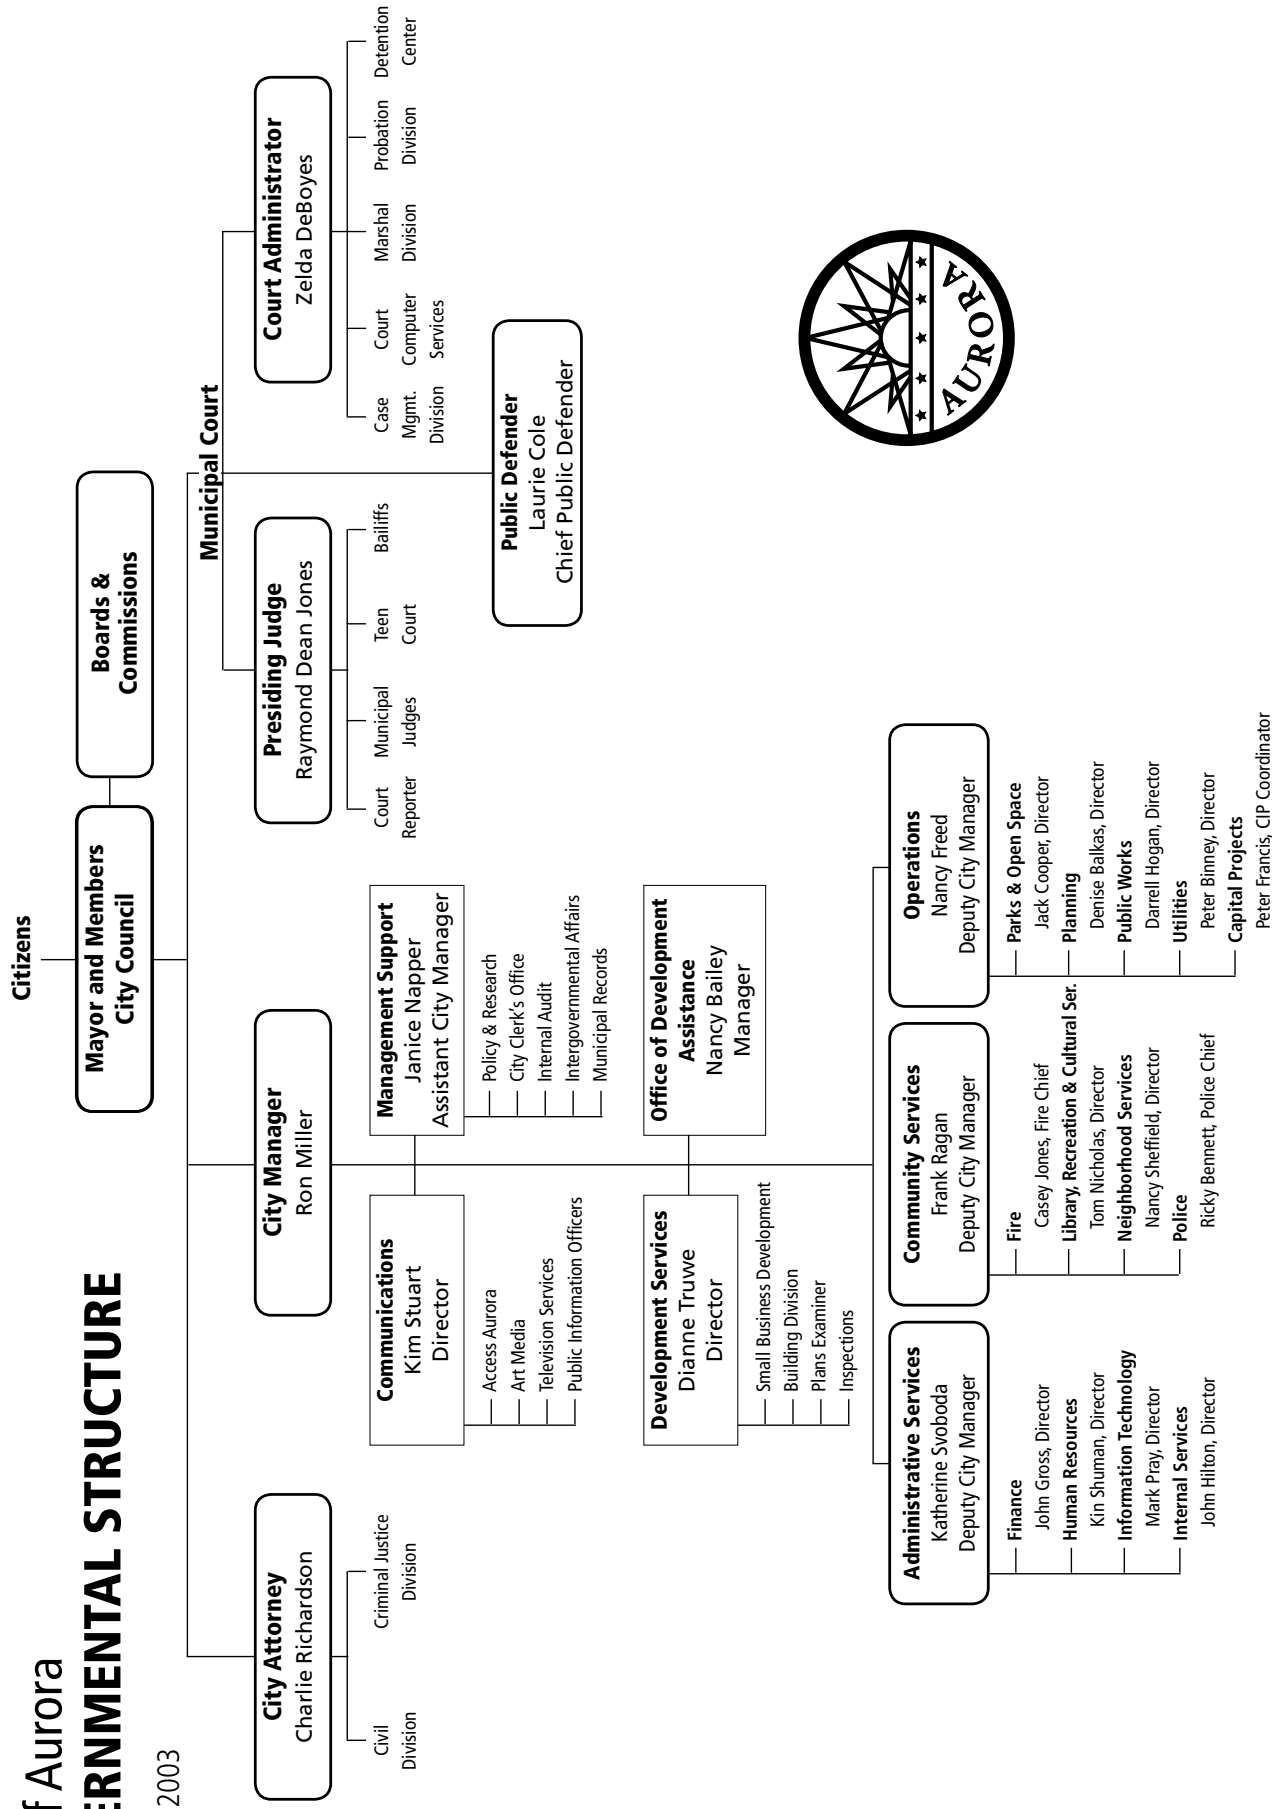 f Aurora
ERNMENTAL STRUCTURE
2003
Citizens
Mayor and Members
City Council
Boards &
Commissions
City Attorney
Charlie Richardson
Civil
Division
Criminal Justice
Division
City Manager
Ron Miller
Communications
Kim Stuart
Director
Access Aurora
Art Media
Television Services
Public Information Officers
Management Support
Janice Napper
Assistant City Manager
Policy & Research
City Clerk's Office
Internal Audit
Intergovernmental Affairs
Municipal Records
Development Services
Dianne Truwe
Director
Small Business Development
Building Division
Plans Examiner
Inspections
Office of Development
Assistance
Nancy Bailey
Manager
Administrative Services
Katherine Svoboda
Deputy City Manager
Finance
John Gross, Director
Human Resources
Kin Shuman, Director
Information Technology
Mark Pray, Director
Internal Services
John Hilton, Director
Community Services
Frank Ragan
Deputy City Manager
Fire
Casey Jones, Fire Chief
Library, Recreation & Cultural Ser.
Tom Nicholas, Director
Neighborhood Services
Nancy Sheffield, Director
Police
Ricky Bennett, Police Chief
Operations
Nancy Freed
Deputy City Manager
Parks & Open Space
Jack Cooper, Director
Planning
Denise Balkas, Director
Public Works
Darrell Hogan, Director
Utilities
Peter Binney, Director
Capital Projects
Peter Francis, CIP Coordinator
Municipal Court
Presiding Judge
Raymond Dean Jones
Court
Reporter
Municipal
Judges
Teen
Court
Bailiffs
Court Administrator
Zelda DeBoyes
Case
Mgmt.
Division
Court
Computer
Services
Marshal
Division
Probation
Division
Detention
Center
Public Defender
Laurie Cole
Chief Public Defender
AURORA